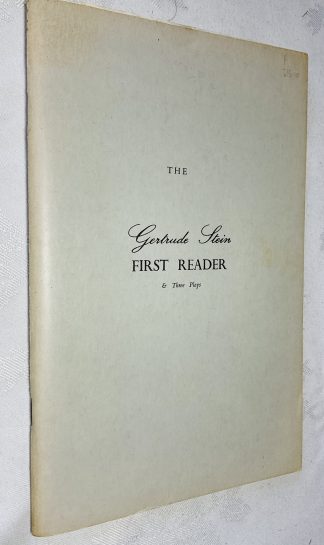 THE
Gertrude Stein
FIRST READER
& Three Plays